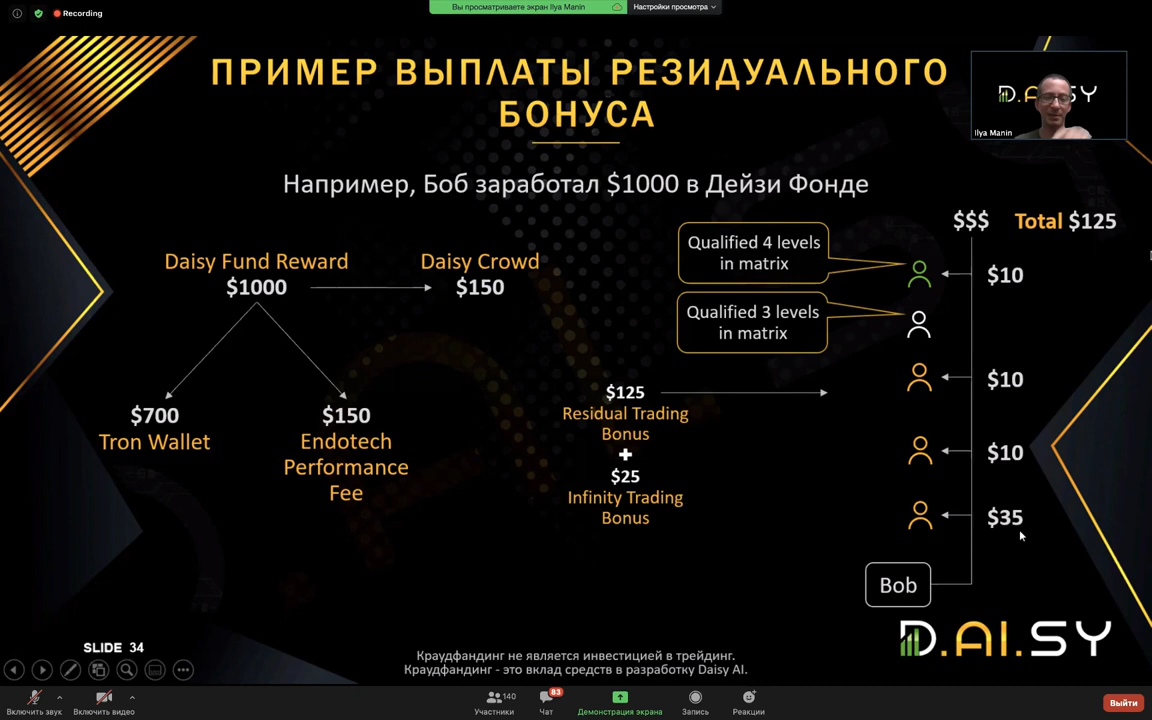 Recording
Вы просматриваете экран Ilya Manin
Настройки просмотра
ПРИМЕР ВЫПЛАТЫ РЕЗИДУАЛЬНОГО
БОНУСА
D.AI.SY
Ilya Manin
Например, Боб заработал $1000 в Дейзи Фонде
$$$ Total $125
Qualified 4 levels
in matrix
Daisy Fund Reward
$1000
Daisy Crowd
$150
$10
Qualified 3 levels
in matrix
$10
$125
Residual Trading
Bonus
+
$25
Infinity Trading
Bonus
$700
Tron Wallet
$150
Endotech
Performance
Fee
$10
$35
Bob
D.AI.SY
SLIDE 34
Краудфандинг не является инвестицией в трейдинг.
Краудфандинг - это вклад средств в разработку Daisy AI.
Включить звук
Включить видео
140
Участники
83
Чат
Демонстрация экрана
Запись
Реакции
Выйти